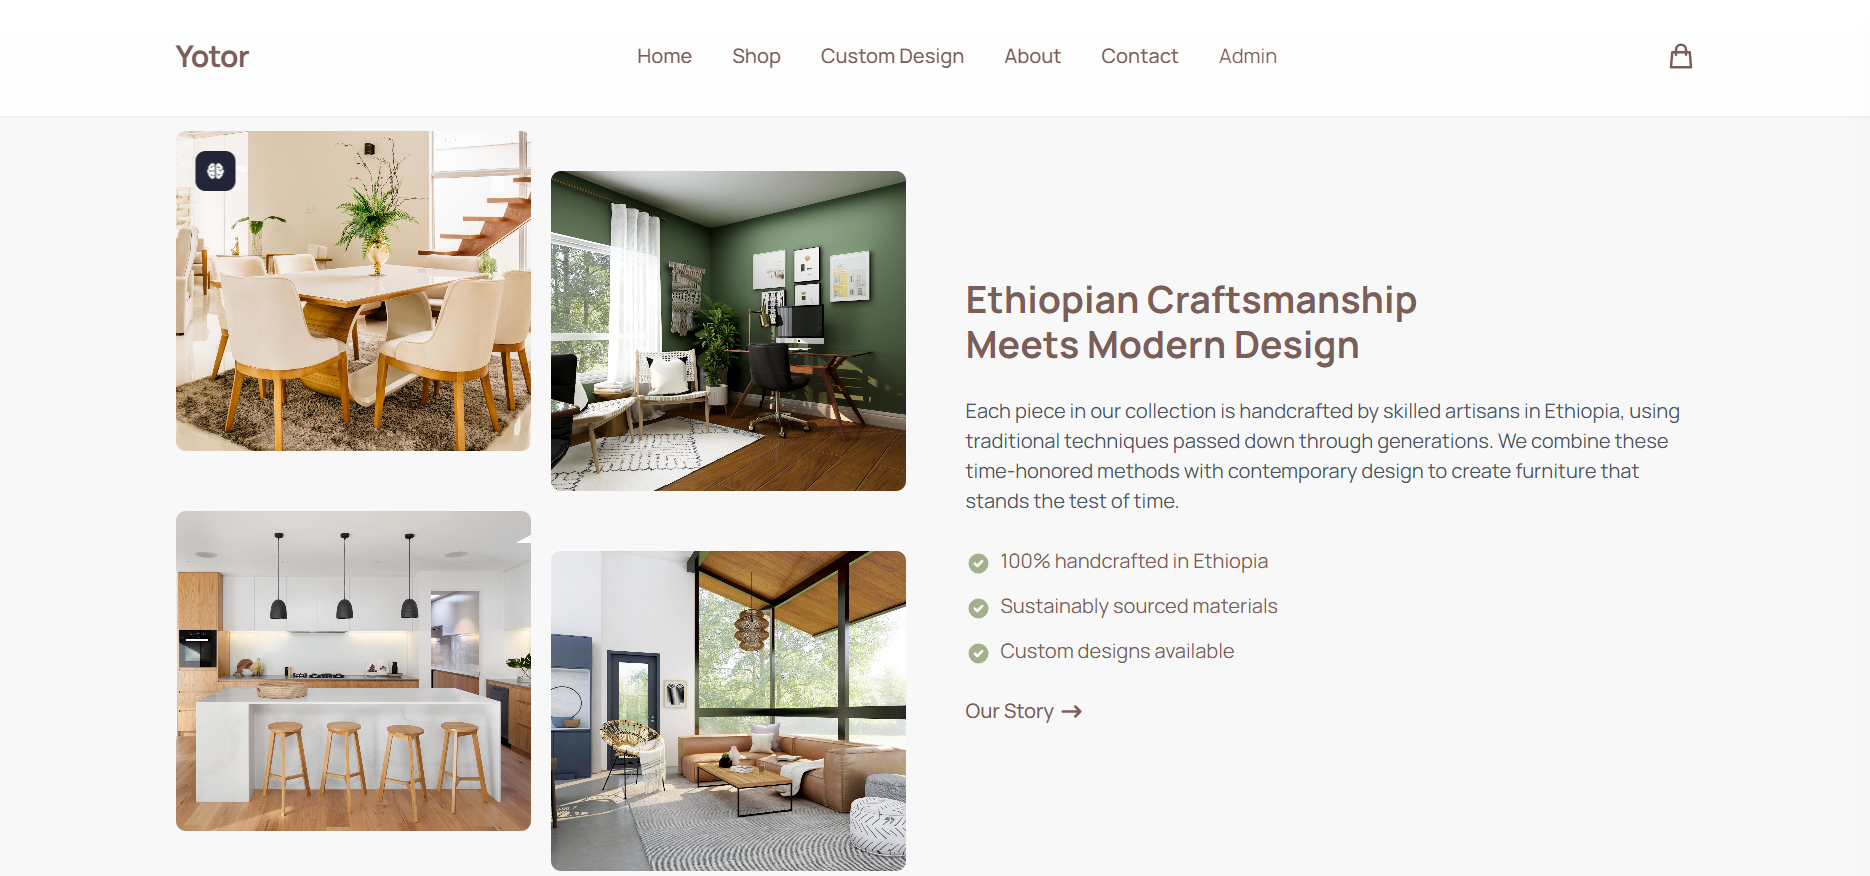 Yotor
Home
Shop
Custom Design
About
Contact
Admin
Ethiopian Craftsmanship
Meets Modern Design
Each piece in our collection is handcrafted by skilled artisans in Ethiopia, using
traditional techniques passed down through generations. We combine these
time-honored methods with contemporary design to create furniture that
stands the test of time.
100% handcrafted in Ethiopia
Sustainably sourced materials
Custom designs available
Our Story